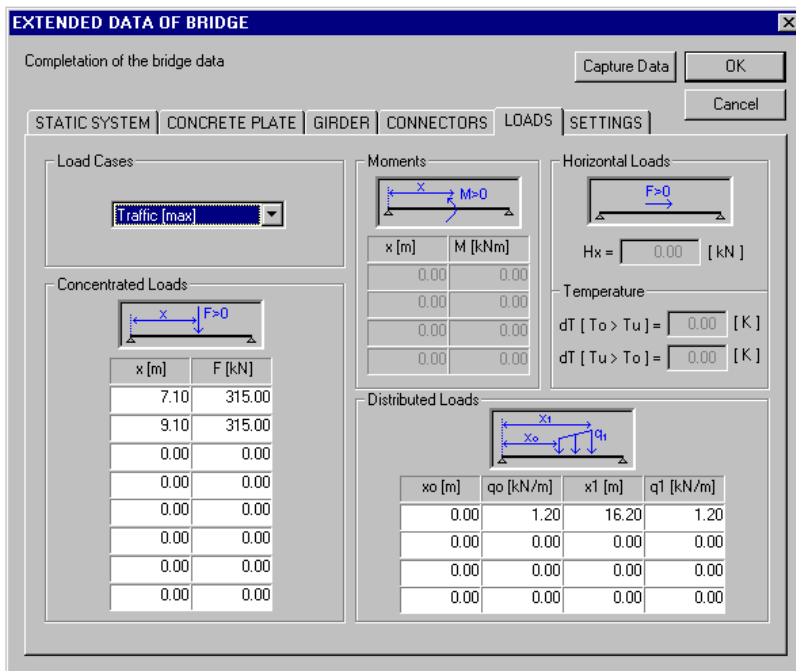 EXTENDED DATA OF BRIDGE
Completion of the bridge data
Capture Data
OK
Cancel
STATIC SYSTEM
CONCRETE PLATE
GIRDER
CONNECTORS
LOADS
SETTINGS
Load Cases
Traffic [max]
Concentrated Loads
x F>0
x [m] F [kN]
7.10 315.00
9.10 315.00
0.00 0.00
0.00 0.00
0.00 0.00
0.00 0.00
0.00 0.00
0.00 0.00
Moments
x M>0
x [m] M [kNm]
0.00 0.00
0.00 0.00
0.00 0.00
0.00 0.00
Horizontal Loads
F>0
Hx = 0.00 [ kN ]
Temperature
dT [ To > Tu ] = 0.00 [ K ]
dT [ Tu > To ] = 0.00 [ K ]
Distributed Loads
x1
xo q1
xo [m] qo [kN/m] x1 [m] q1 [kN/m]
0.00 1.20 16.20 1.20
0.00 0.00 0.00 0.00
0.00 0.00 0.00 0.00
0.00 0.00 0.00 0.00